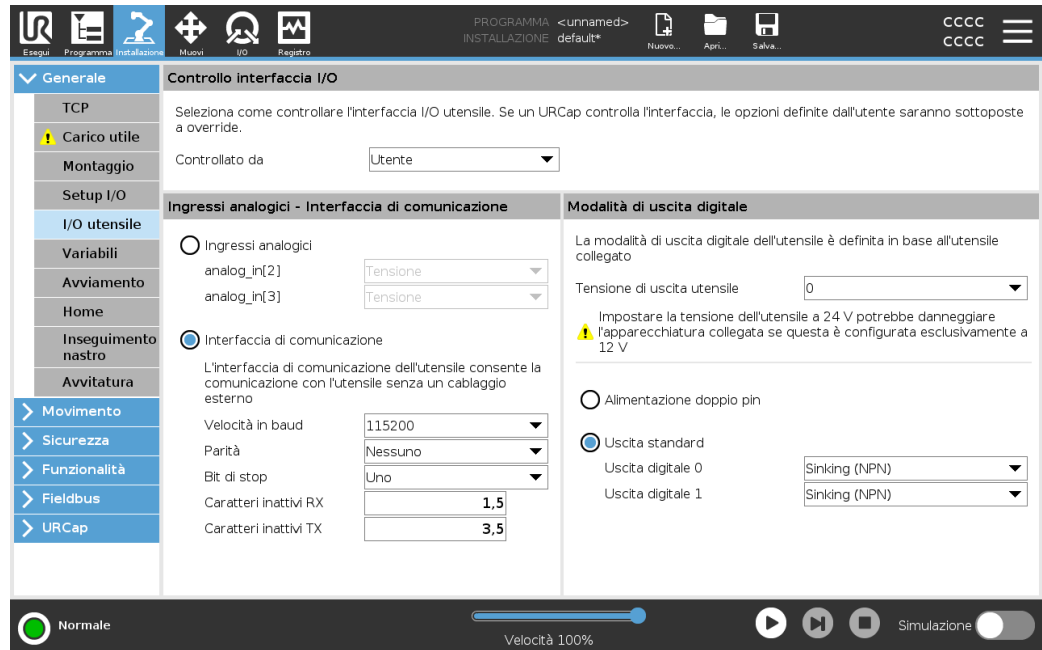 Esegui
Programma
Installazione
Muovi
I/O
Registro
PROGRAMMA <unnamed>
INSTALLAZIONE default*
Nuovo...
Apri...
Salva...
CCCC
CCCC
Generale
TCP
Carico utile
Montaggio
Setup I/O
I/O utensile
Variabili
Avviamento
Home
Inseguimento
nastro
Avvitatura
Movimento
Sicurezza
Funzionalità
Fieldbus
URCap
Controllo interfaccia I/O
Seleziona come controllare l'interfaccia I/O utensile. Se un URCap controlla l'interfaccia, le opzioni definite dall'utente saranno sottoposte
a override.
Controllato da Utente
Ingressi analogici - Interfaccia di comunicazione
Ingressi analogici
analog_in[2] Tensione
analog_in[3] Tensione
Interfaccia di comunicazione
L'interfaccia di comunicazione dell'utensile consente la
comunicazione con l'utensile senza un cablaggio
esterno
Velocità in baud 115200
Parità Nessuno
Bit di stop Uno
Caratteri inattivi RX 1,5
Caratteri inattivi TX 3,5
Modalità di uscita digitale
La modalità di uscita digitale dell'utensile è definita in base all'utensile
collegato
Tensione di uscita utensile 0
Impostare la tensione dell'utensile a 24 V potrebbe danneggiare
l'apparecchiatura collegata se questa è configurata esclusivamente a
12 V
Alimentazione doppio pin
Uscita standard
Uscita digitale 0 Sinking (NPN)
Uscita digitale 1 Sinking (NPN)
Normale
Velocità 100%
Simulazione